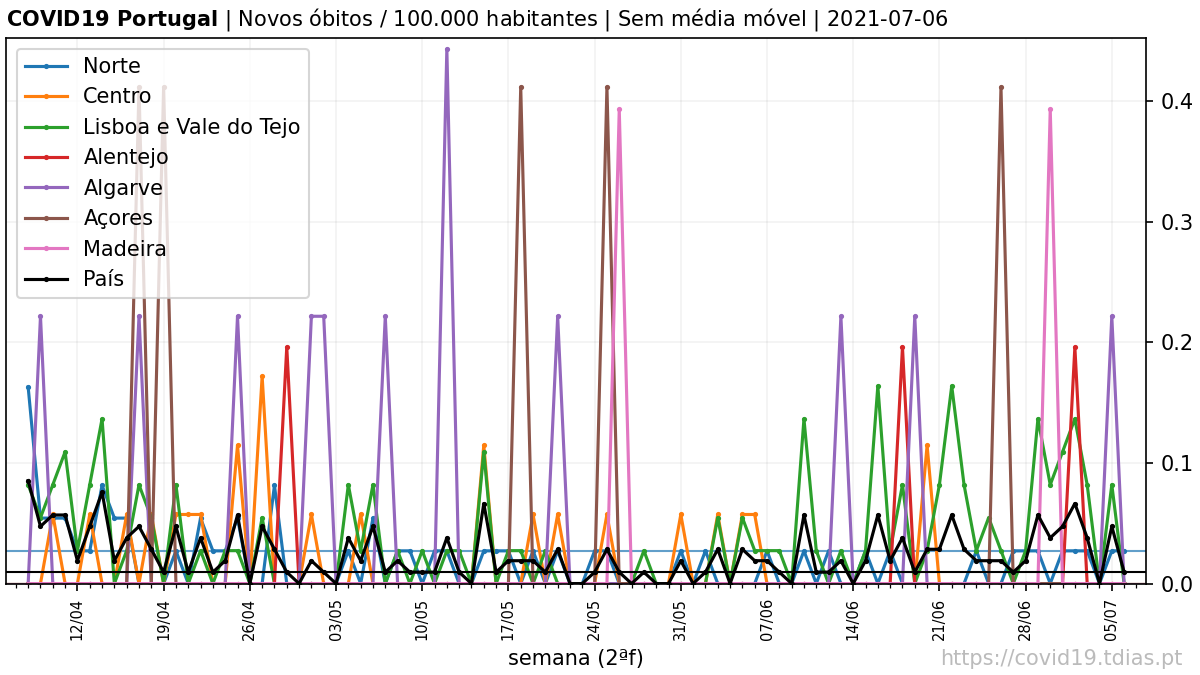 COVID19 Portugal | Novos óbitos / 100.000 habitantes | Sem média móvel | 2021-07-06
Norte
Centro
Lisboa e Vale do Tejo
Alentejo
Algarve
Açores
Madeira
País
0.4
0.3
0.2
0.1
0.0
12/04
19/04
26/04
03/05
10/05
17/05
24/05
31/05
07/06
14/06
21/06
28/06
05/07
semana (2ªf)
https://covid19.tdias.pt